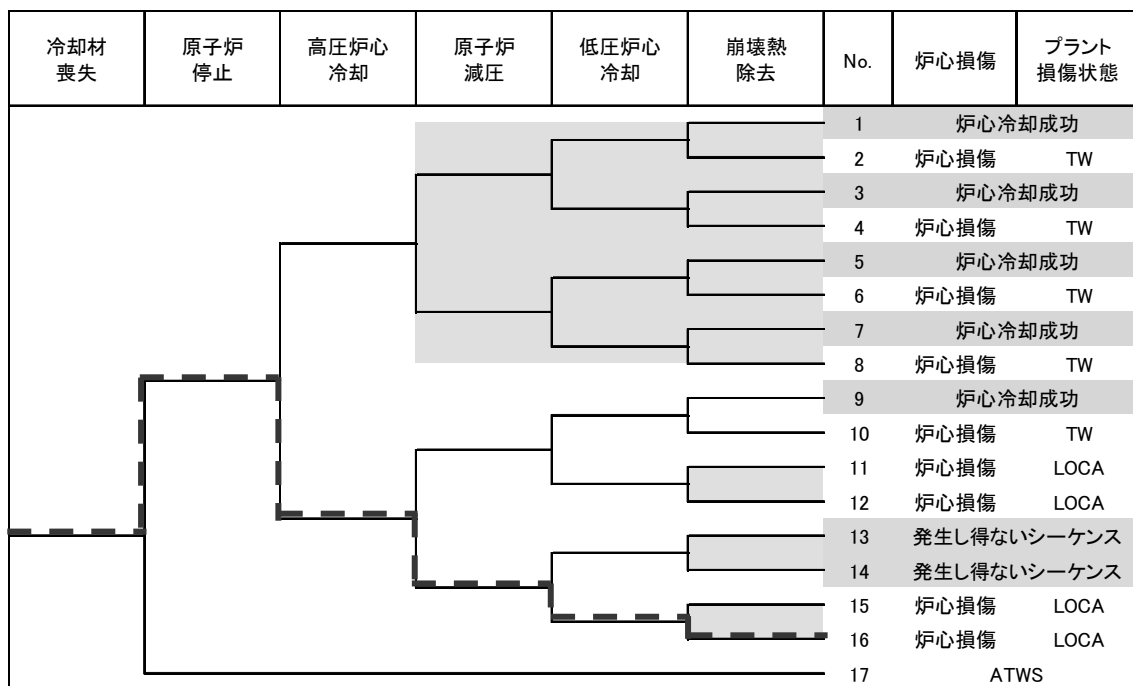 冷却材 喪失 原子炉 停止 高圧炉心 冷却 原子炉 減圧 低圧炉心 冷却 崩壊熱 除去 No. 炉心損傷 プラント 損傷状態
1 炉心冷却成功
2 炉心損傷 TW
3 炉心冷却成功
4 炉心損傷 TW
5 炉心冷却成功
6 炉心損傷 TW
7 炉心冷却成功
8 炉心損傷 TW
9 炉心冷却成功
10 炉心損傷 TW
11 炉心損傷 LOCA
12 炉心損傷 LOCA
13 発生し得ないシーケンス
14 発生し得ないシーケンス
15 炉心損傷 LOCA
16 炉心損傷 LOCA
17 ATWS